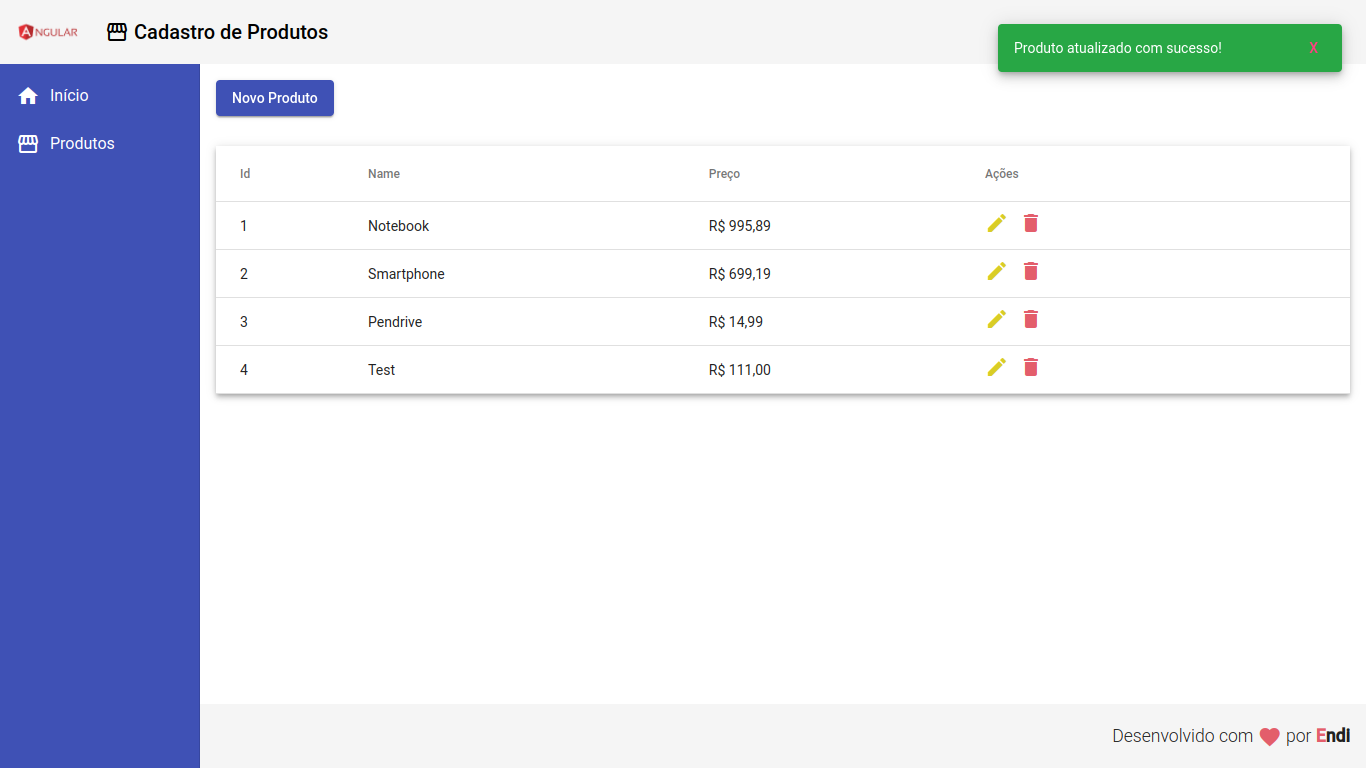 ANGULAR
Cadastro de Produtos
Produto atualizado com sucesso! X
Início
Produtos
Novo Produto
Id Name Preço Ações
1 Notebook R$ 995,89
2 Smartphone R$ 699,19
3 Pendrive R$ 14,99
4 Test R$ 111,00
Desenvolvido com por Endl